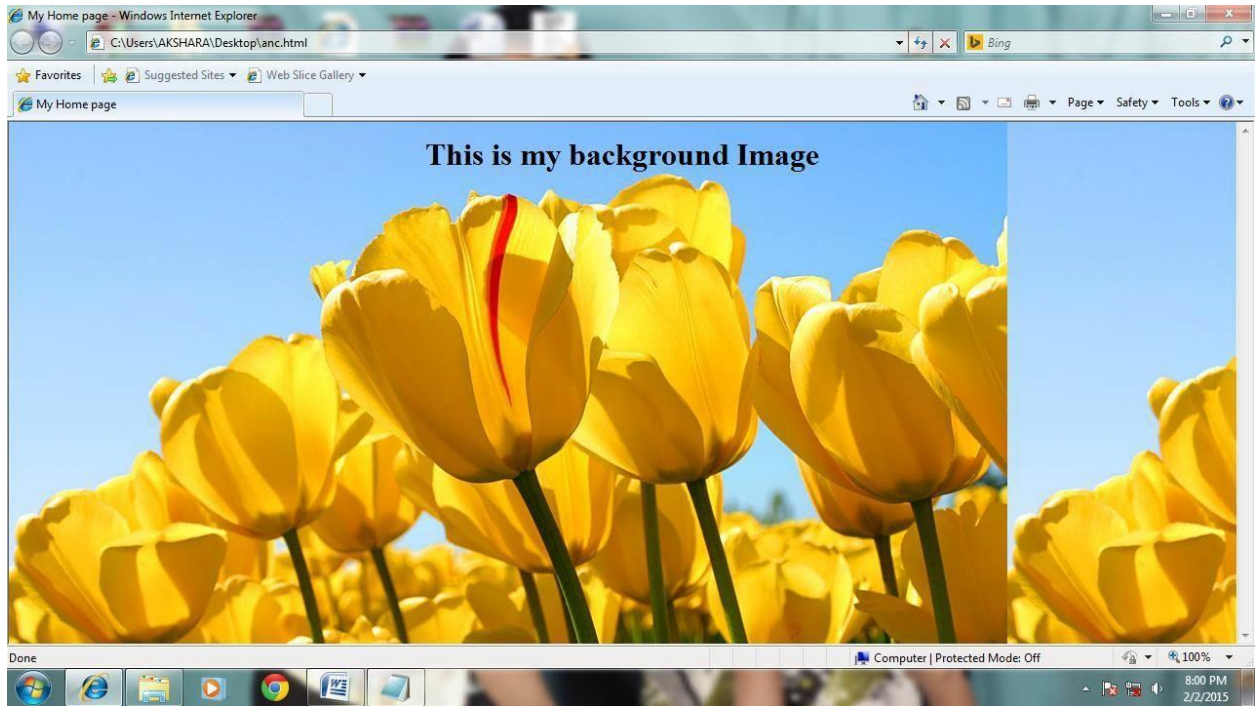 My Home page - Windows Internet Explorer
C:\Users\AKSHARA\Desktop\anc.html
Bing
Favorites
Suggested Sites
Web Slice Gallery
My Home page
Page
Safety
Tools
This is my background Image
Done
Computer | Protected Mode: Off
100%
8:00 PM
2/2/2015